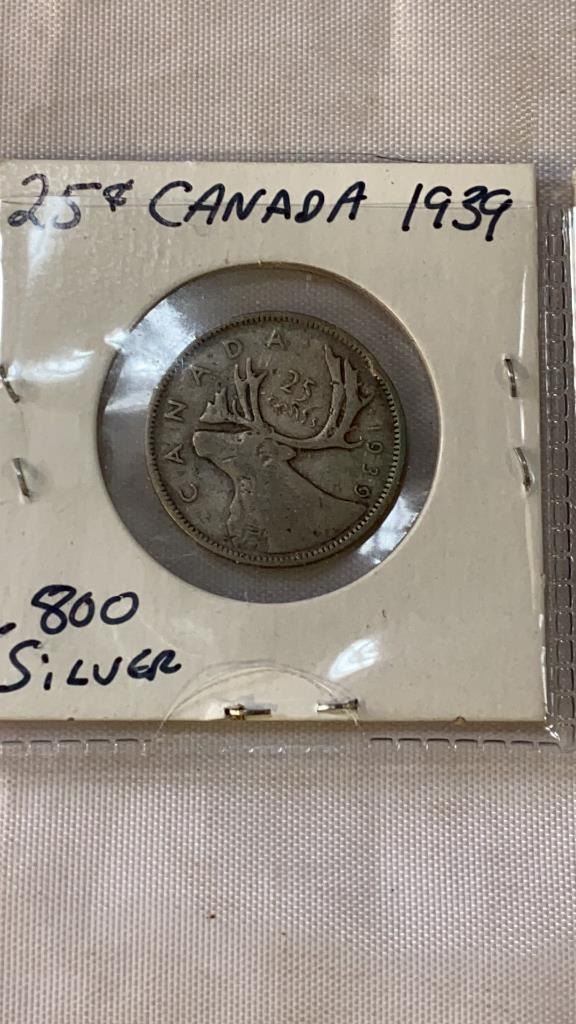 25¢ CANADA 1939
CANADA
25
CENTS
1939
.800
SILVER